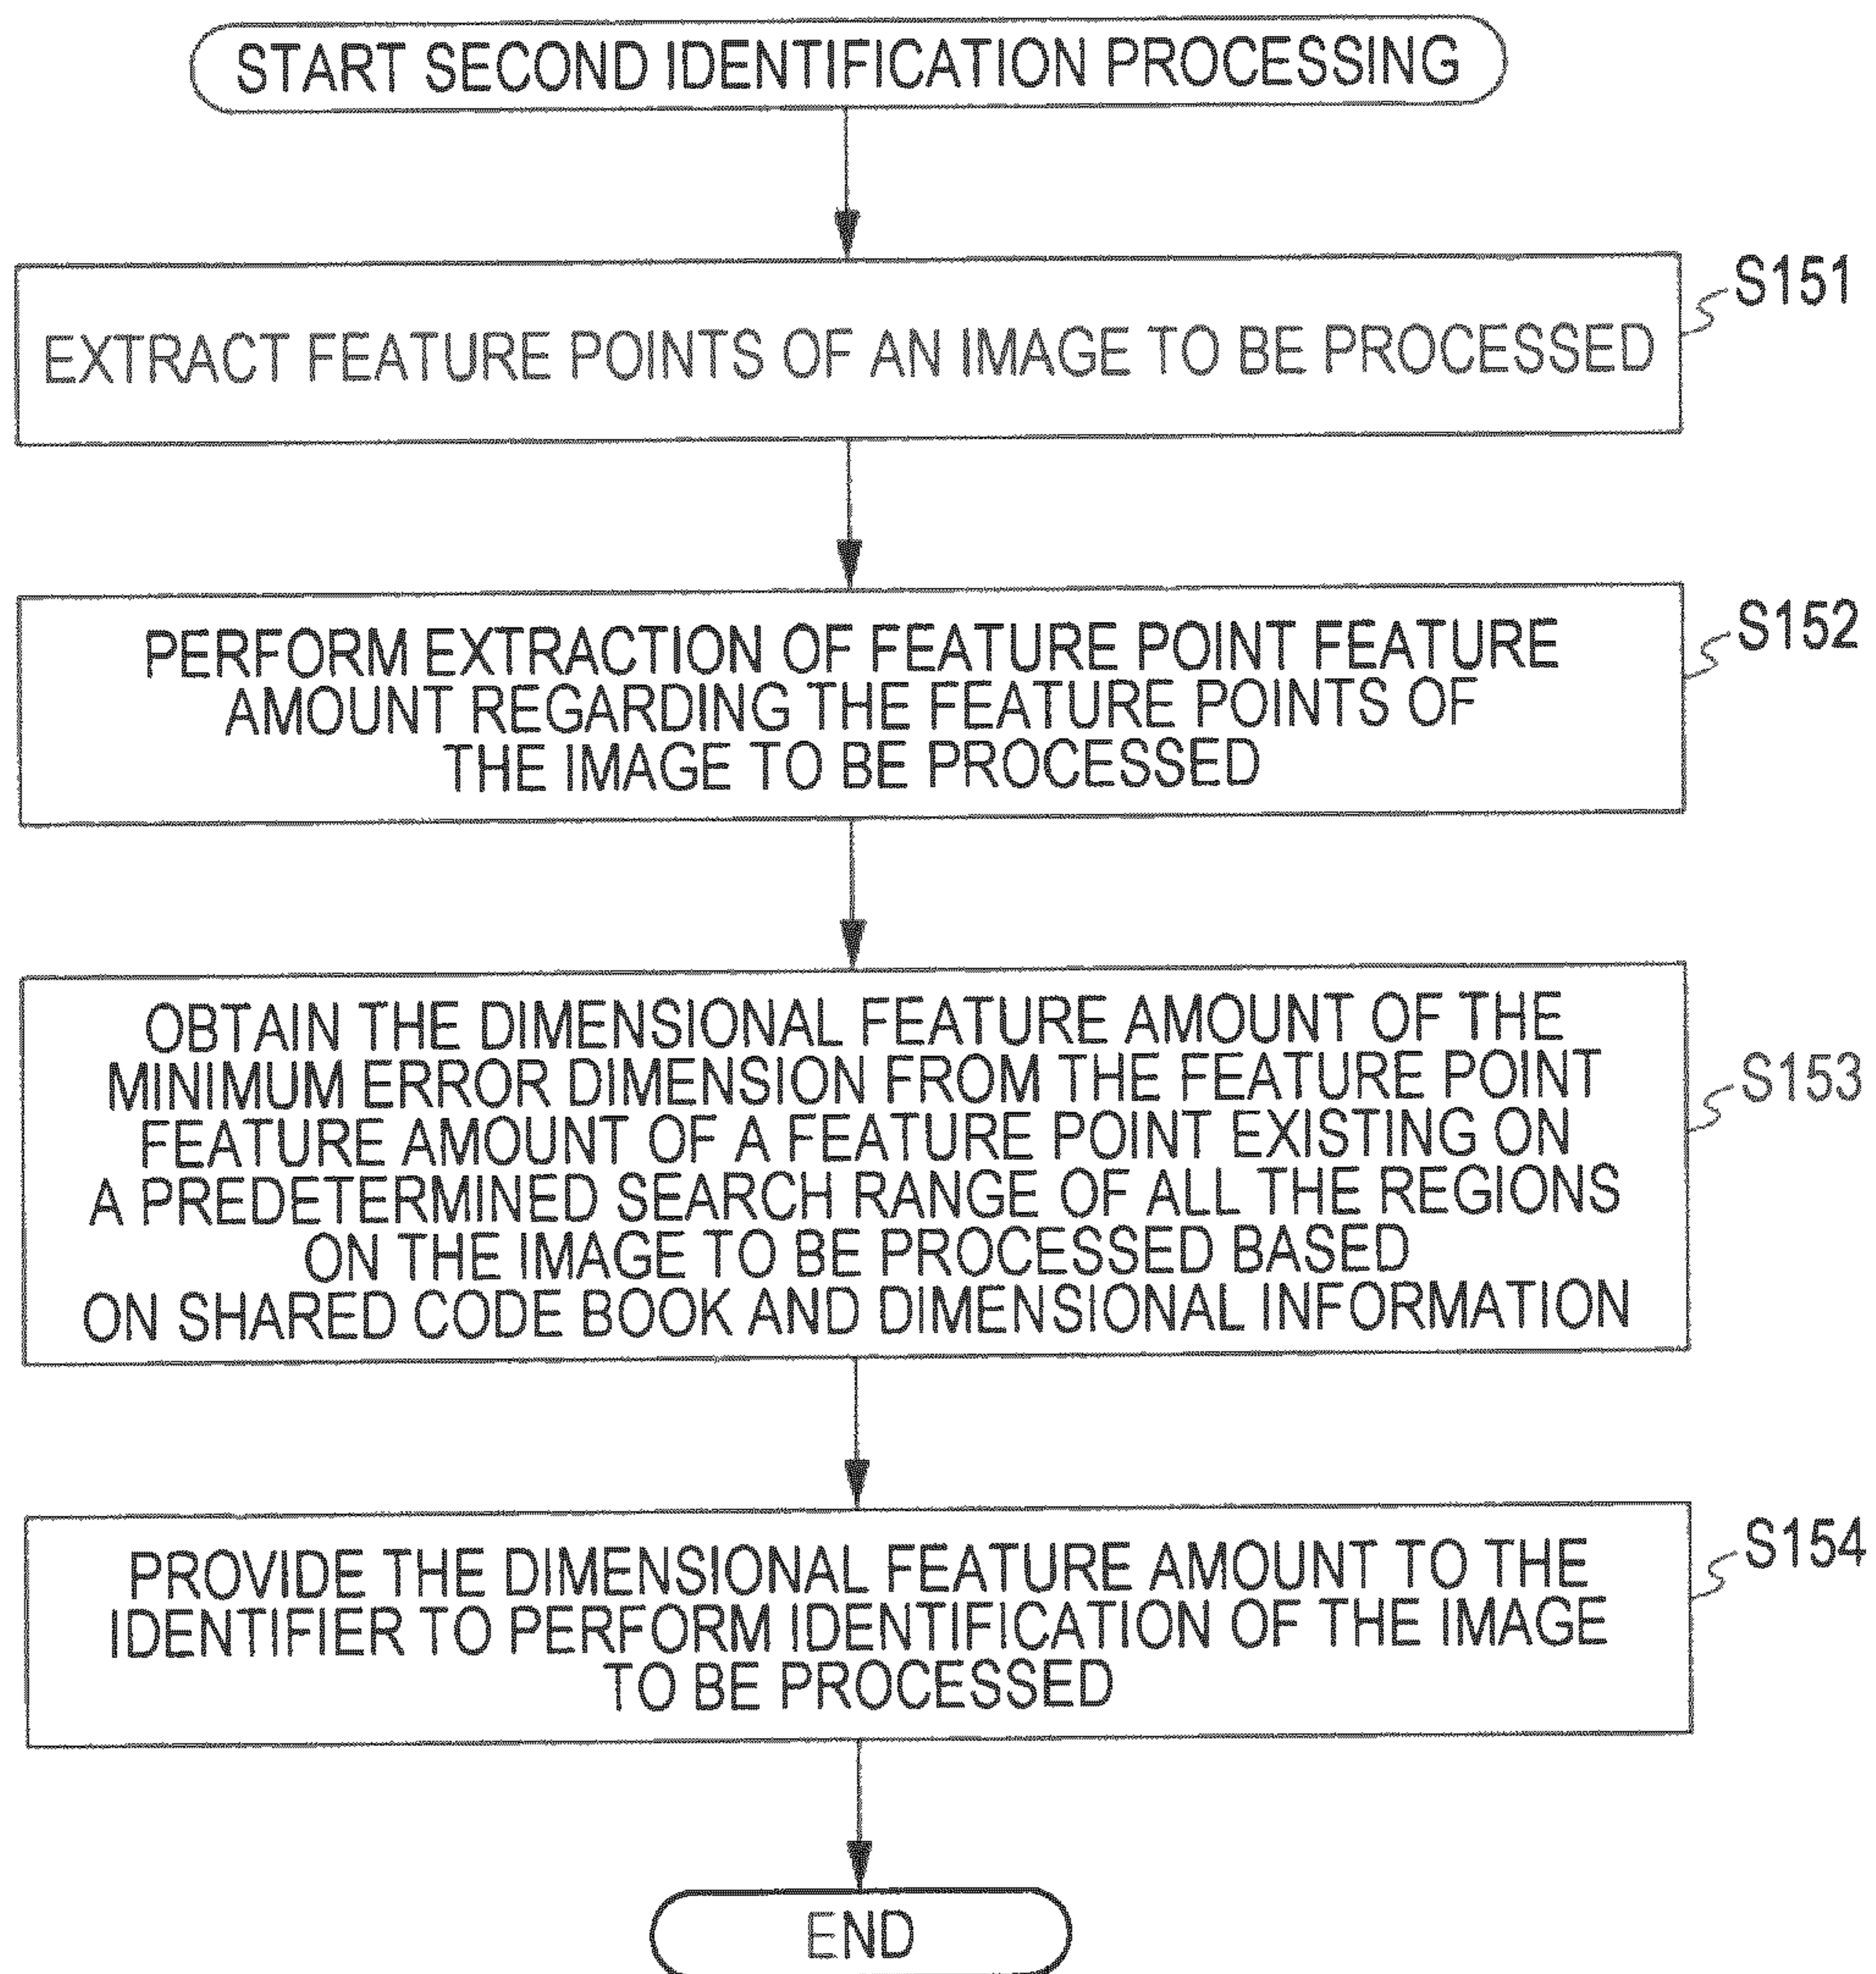 START SECOND IDENTIFICATION PROCESSING
S151
EXTRACT FEATURE POINTS OF AN IMAGE TO BE PROCESSED
S152
PERFORM EXTRACTION OF FEATURE POINT FEATURE
AMOUNT REGARDING THE FEATURE POINTS OF
THE IMAGE TO BE PROCESSED
OBTAIN THE DIMENSIONAL FEATURE AMOUNT OF THE
MINIMUM ERROR DIMENSION FROM THE FEATURE POINT
S153
FEATURE AMOUNT OF A FEATURE POINT EXISTING ON
A PREDETERMINED SEARCH RANGE OF ALL THE REGIONS
ON THE IMAGE TO BE PROCESSED BASED
ON SHARED CODE BOOK AND DIMENSIONAL INFORMATION
S154
PROVIDE THE DIMENSIONAL FEATURE AMOUNT TO THE
IDENTIFIER TO PERFORM IDENTIFICATION OF THE IMAGE
TO BE PROCESSED
END